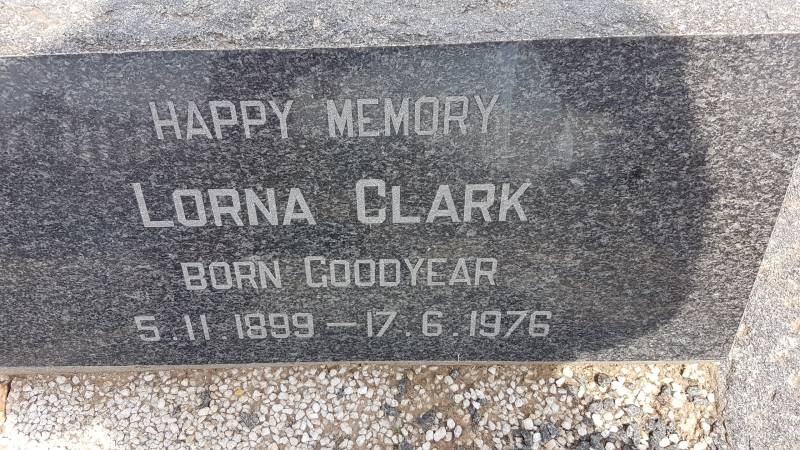 HAPPY MEMORY
LORNA CLARK
BORN GOODYEAR
5.11.1899 — 17.6.1976